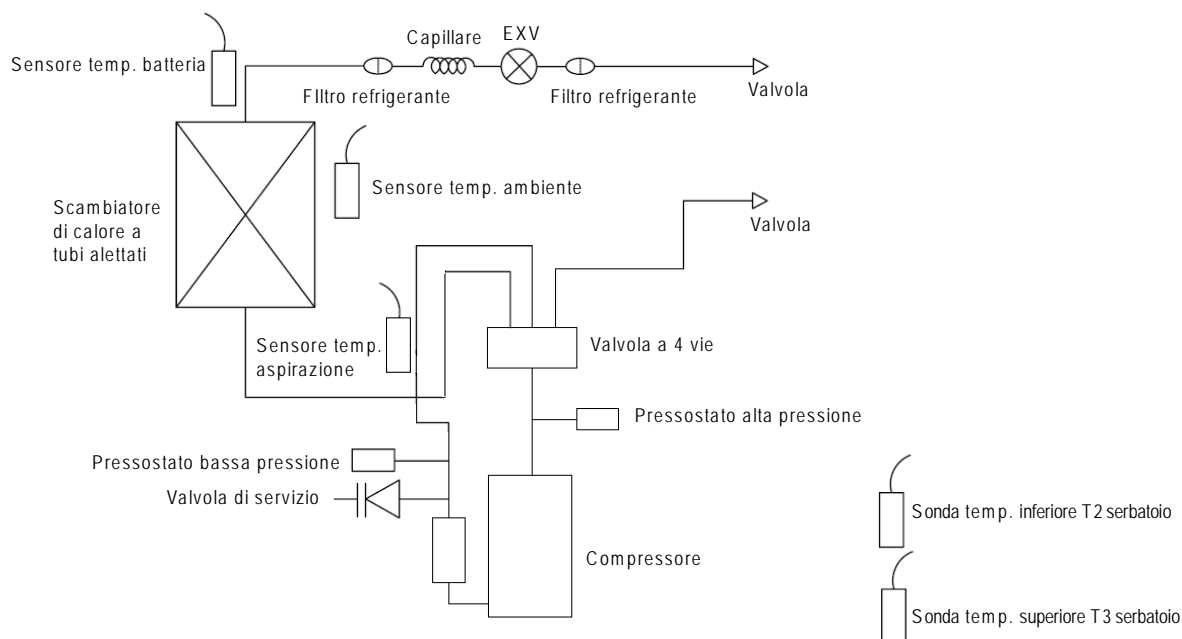 Capillare
EXV
Sensore temp. batteria
FIltro refrigerante
Filtro refrigerante
Valvola
Sensore temp. ambiente
Scambiatore
di calore a
tubi alettati
Valvola
Sensore temp.
aspirazione
Valvola a 4 vie
Pressostato alta pressione
Pressostato bassa pressione
Valvola di servizio
Compressore
Sonda temp. inferiore T2 serbatoio
Sonda temp. superiore T3 serbatoio